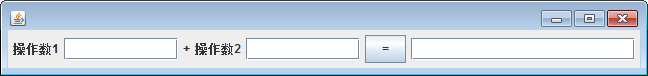 操作数1 + 操作数2 =